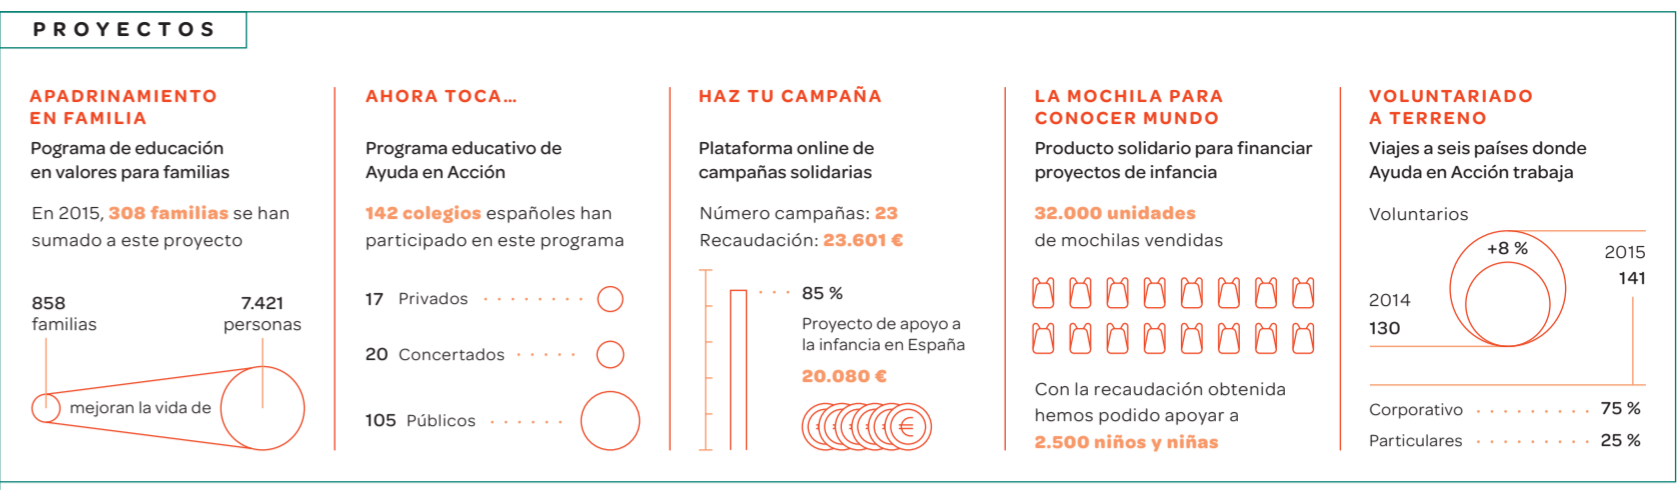 PROYECTOS
APADRINAMIENTO
EN FAMILIA
Pograma de educación
en valores para familias
En 2015, 308 familias se han
sumado a este proyecto
858
familias
7.421
personas
mejoran la vida de
AHORA TOCA...
Programa educativo de
Ayuda en Acción
142 colegios españoles han
participado en este programa
17 Privados
20 Concertados
105 Públicos
HAZ TU CAMPAÑA
Plataforma online de
campañas solidarias
Número campañas: 23
Recaudación: 23.601 €
85 %
Proyecto de apoyo a
la infancia en España
20.080 €
€
LA MOCHILA PARA
CONOCER MUNDO
Producto solidario para financiar
proyectos de infancia
32.000 unidades
de mochilas vendidas
Con la recaudación obtenida
hemos podido apoyar a
2.500 niños y niñas
VOLUNTARIADO
A TERRENO
Viajes a seis países donde
Ayuda en Acción trabaja
Voluntarios
+8 %
2015
141
2014
130
Corporativo 75 %
Particulares 25 %